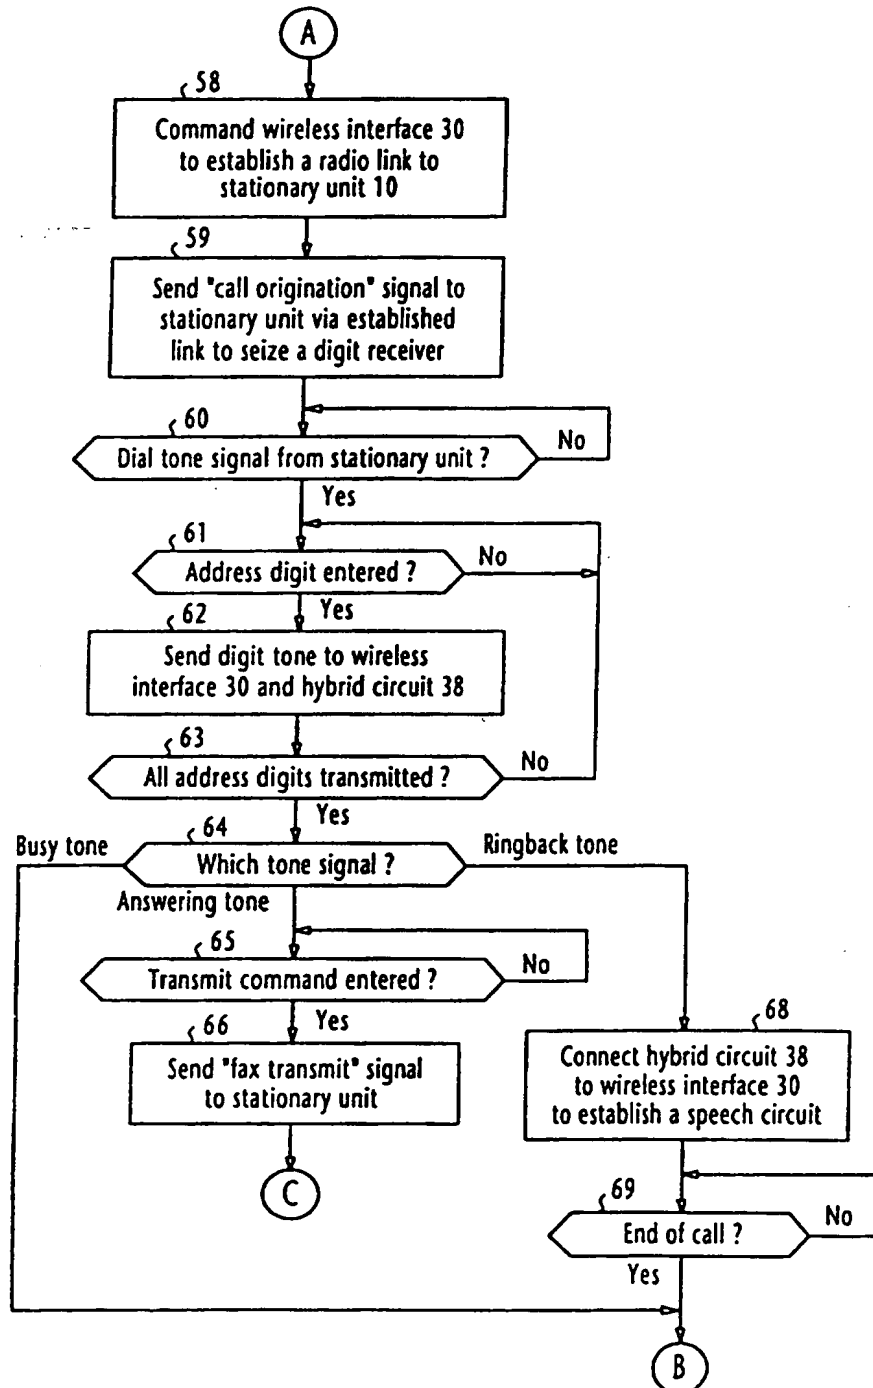 A
58
Command wireless interface 30
to establish a radio link to
stationary unit 10
59
Send "call origination" signal to
stationary unit via established
link to seize a digit receiver
60
Dial tone signal from stationary unit ?
No
Yes
61
Address digit entered ?
No
Yes
62
Send digit tone to wireless
interface 30 and hybrid circuit 38
63
All address digits transmitted ?
No
Yes
64
Busy tone
Which tone signal ?
Ringback tone
Answering tone
65
Transmit command entered ?
No
Yes
66
Send "fax transmit" signal
to stationary unit
C
68
Connect hybrid circuit 38
to wireless interface 30
to establish a speech circuit
69
End of call ?
No
Yes
B